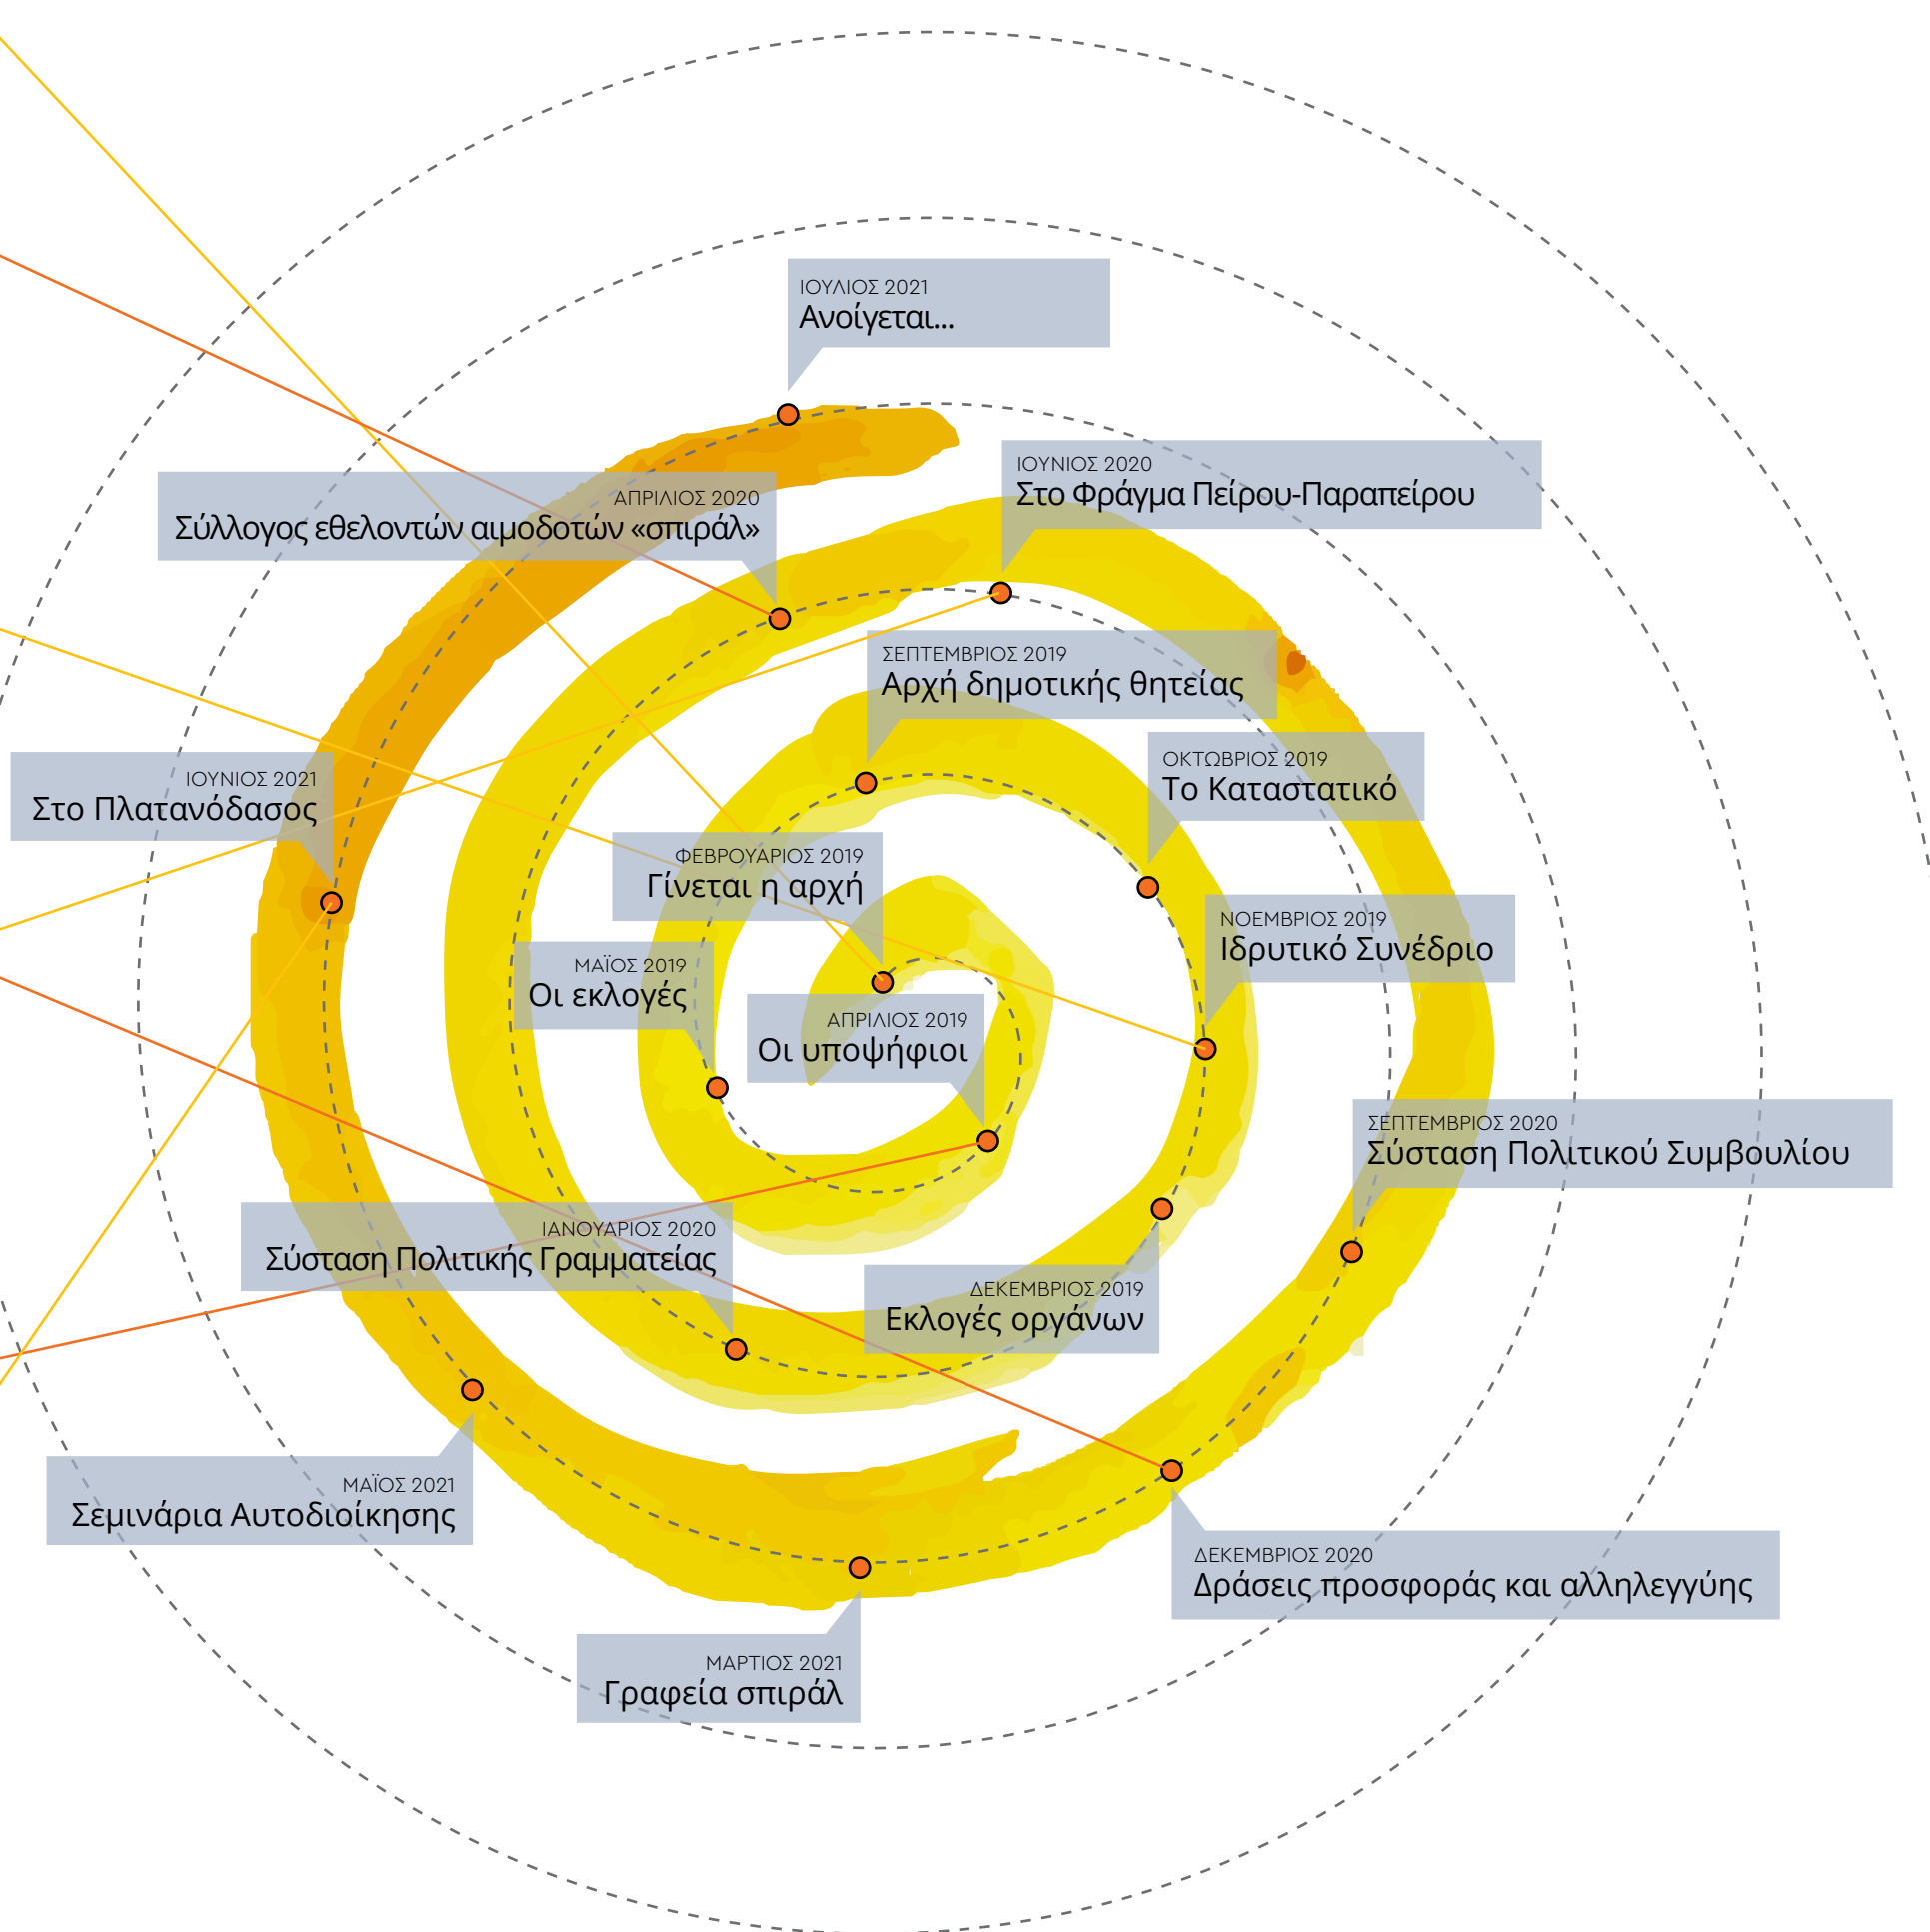 ΙΟΥΛΙΟΣ 2021
Ανοίγεται...
ΙΟΥΝΙΟΣ 2020
Στο Φράγμα Πείρου-Παραπείρου
ΑΠΡΙΛΙΟΣ 2020
Σύλλογος εθελοντών αιμοδοτών «σπιράλ»
ΣΕΠΤΕΜΒΡΙΟΣ 2019
Αρχή δημοτικής θητείας
ΟΚΤΩΒΡΙΟΣ 2019
Το Καταστατικό
ΙΟΥΝΙΟΣ 2021
Στο Πλατανόδασος
ΦΕΒΡΟΥΑΡΙΟΣ 2019
Γίνεται η αρχή
ΝΟΕΜΒΡΙΟΣ 2019
Ιδρυτικό Συνέδριο
ΜΑΪΟΣ 2019
Οι εκλογές
ΑΠΡΙΛΙΟΣ 2019
Οι υποψήφιοι
ΣΕΠΤΕΜΒΡΙΟΣ 2020
Σύσταση Πολιτικού Συμβουλίου
ΙΑΝΟΥΑΡΙΟΣ 2020
Σύσταση Πολιτικής Γραμματείας
ΔΕΚΕΜΒΡΙΟΣ 2019
Εκλογές οργάνων
ΜΑΪΟΣ 2021
Σεμινάρια Αυτοδιοίκησης
ΔΕΚΕΜΒΡΙΟΣ 2020
Δράσεις προσφοράς και αλληλεγγύης
ΜΑΡΤΙΟΣ 2021
Γραφεία σπιράλ